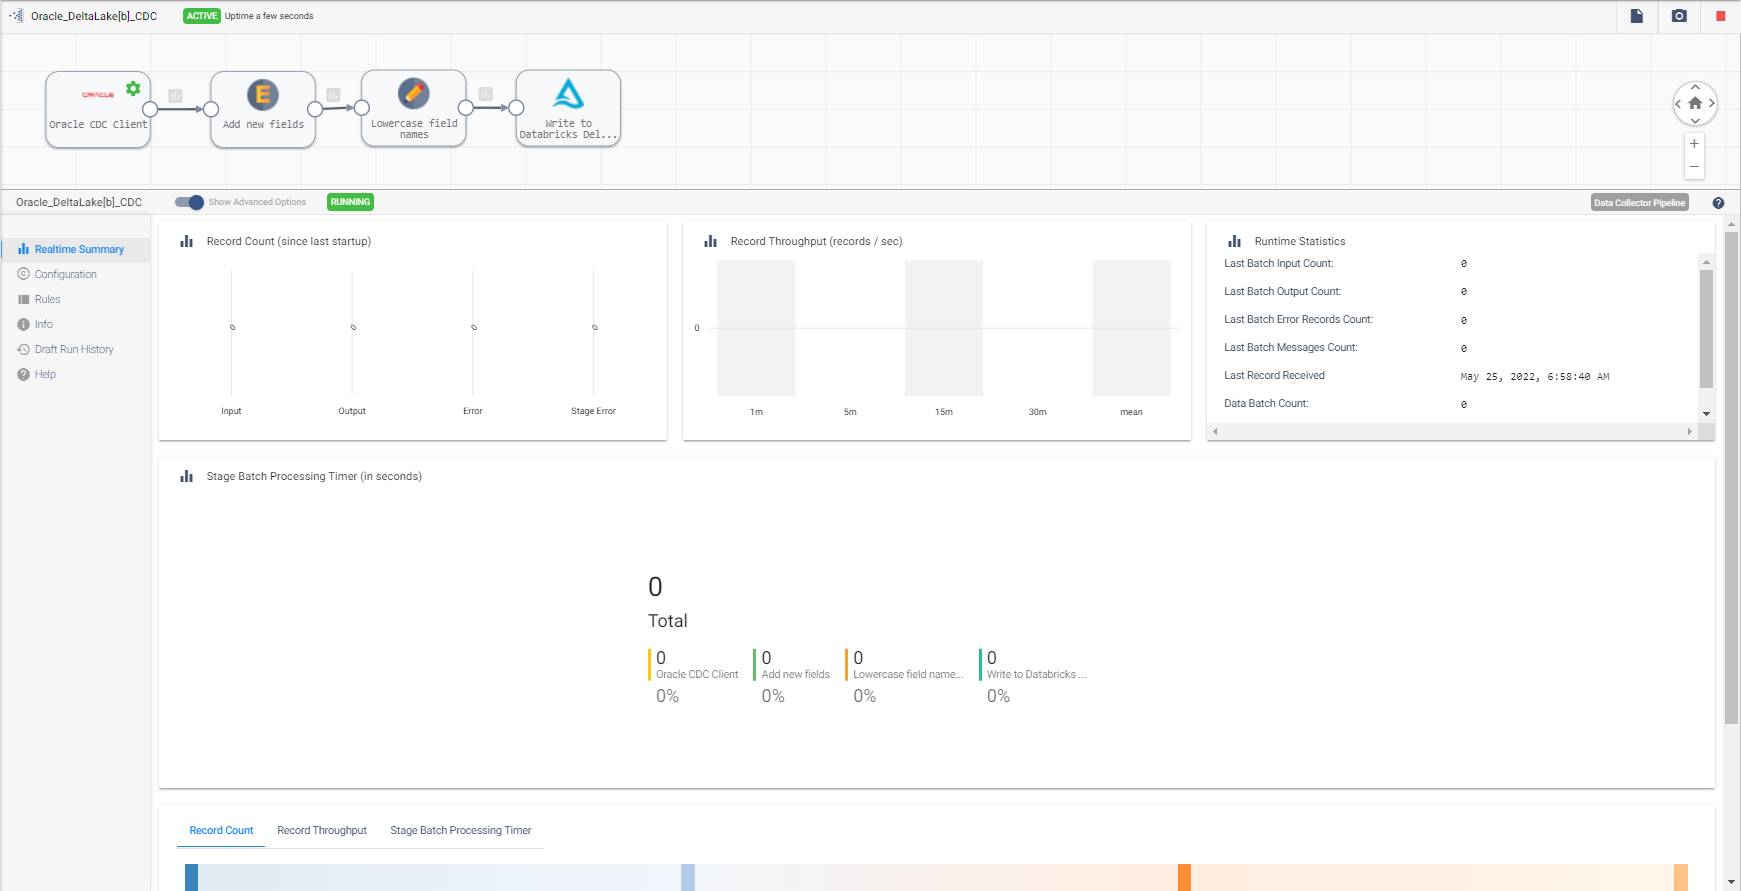 Oracle_DeltaLake[b]_CDC ACTIVE Uptime a few seconds
ORACLE
Oracle CDC Client
E
Add new fields
Lowercase field
names
Write to
Databricks Del...
+
−
Oracle_DeltaLake[b]_CDC Show Advanced Options RUNNING Data Collector Pipeline ?
Realtime Summary
Configuration
Rules
Info
Draft Run History
Help
Record Count (since last startup)
0 0 0 0
Input Output Error Stage Error
Record Throughput (records / sec)
0
1m 5m 15m 30m mean
Runtime Statistics
Last Batch Input Count: 0
Last Batch Output Count: 0
Last Batch Error Records Count: 0
Last Batch Messages Count: 0
Last Record Received May 25, 2022, 6:58:40 AM
Data Batch Count: 0
Stage Batch Processing Timer (in seconds)
0
Total
0 0 0 0
Oracle CDC Client Add new fields Lowercase field name... Write to Databricks ...
0% 0% 0% 0%
Record Count Record Throughput Stage Batch Processing Timer